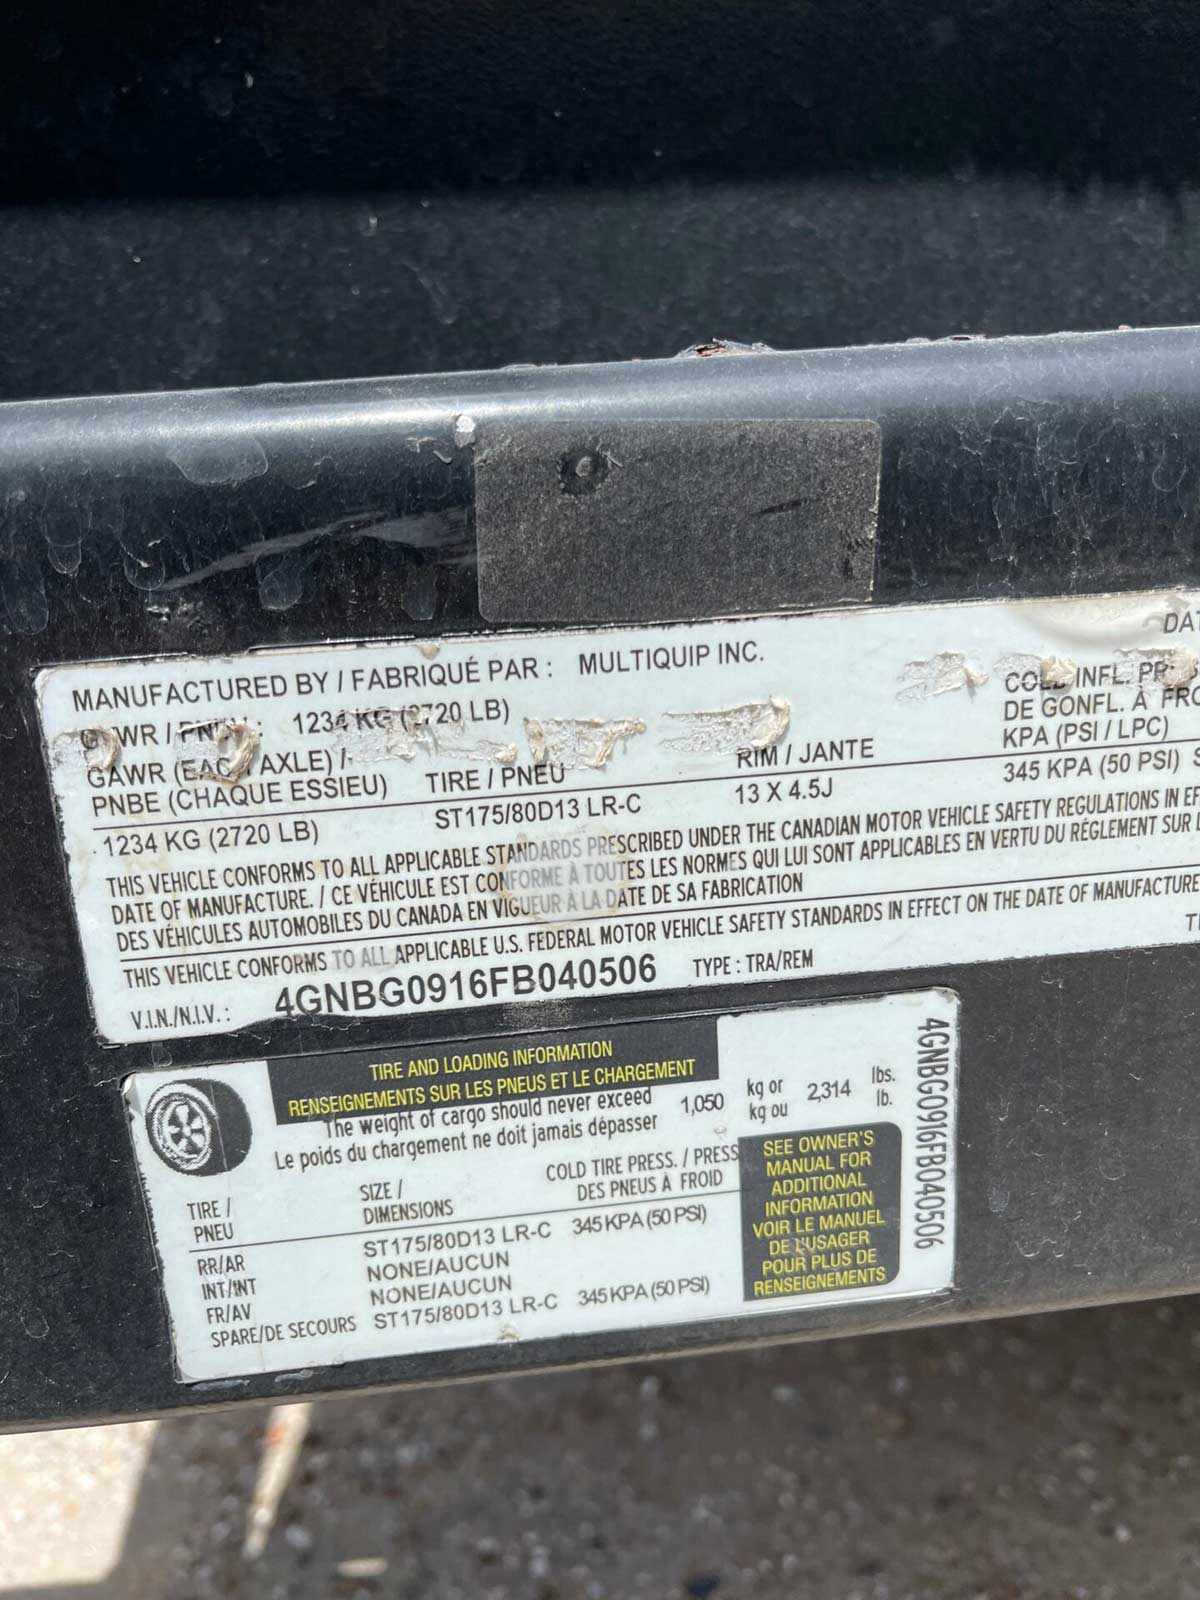 MANUFACTURED BY / FABRIQUÉ PAR : MULTIQUIP INC.
DAT
GVWR / PNBV : 1234 KG (2720 LB)
GAWR (EACH AXLE) /
PNBE (CHAQUE ESSIEU)
TIRE / PNEU
RIM / JANTE
COLD INFL. PRESS
DE GONFL. À FRO
KPA (PSI / LPC)
1234 KG (2720 LB) ST175/80D13 LR-C 13 X 4.5J 345 KPA (50 PSI) S
THIS VEHICLE CONFORMS TO ALL APPLICABLE STANDARDS PRESCRIBED UNDER THE CANADIAN MOTOR VEHICLE SAFETY REGULATIONS IN EF
DATE OF MANUFACTURE. / CE VÉHICULE EST CONFORME À TOUTES LES NORMES QUI LUI SONT APPLICABLES EN VERTU DU RÉGLEMENT SUR L
DES VÉHICULES AUTOMOBILES DU CANADA EN VIGUEUR À LA DATE DE SA FABRICATION
THIS VEHICLE CONFORMS TO ALL APPLICABLE U.S. FEDERAL MOTOR VEHICLE SAFETY STANDARDS IN EFFECT ON THE DATE OF MANUFACTURE
V.I.N./N.I.V.: 4GNBG0916FB040506 TYPE : TRA/REM
TIRE AND LOADING INFORMATION
RENSEIGNEMENTS SUR LES PNEUS ET LE CHARGEMENT
The weight of cargo should never exceed
Le poids du chargement ne doit jamais dépasser
1,050 kg or
kg ou
2,314 lbs.
lb.
TIRE /
PNEU
SIZE /
DIMENSIONS
COLD TIRE PRESS. / PRESS
DES PNEUS À FROID
RR/AR ST175/80D13 LR-C 345 KPA (50 PSI)
INT/INT NONE/AUCUN
FR/AV NONE/AUCUN
SPARE/DE SECOURS ST175/80D13 LR-C 345 KPA (50 PSI)
SEE OWNER'S
MANUAL FOR
ADDITIONAL
INFORMATION
VOIR LE MANUEL
DE L'USAGER
POUR PLUS DE
RENSEIGNEMENTS
4GNBG0916FB040506